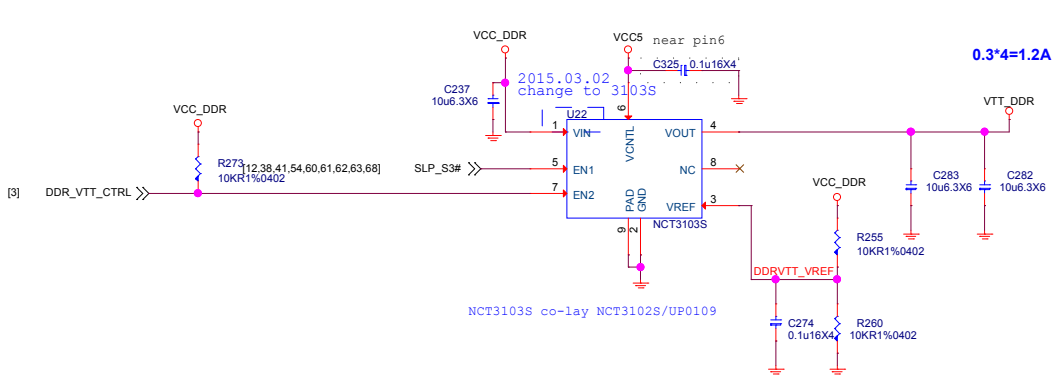 VCC_DDR
VCC5
near pin6
0.3*4=1.2A
C325
0.1u16X4
2015.03.02
change to 3103S
C237
10u6.3X6
VCC_DDR
U22
6
VTT_DDR
1
VIN
VCNTL
VOUT
4
R273
10KR1%0402
[12,38,41,54,60,61,62,63,68]
SLP_S3#
5
EN1
NC
8
C283
10u6.3X6
C282
10u6.3X6
[3]
DDR_VTT_CTRL
7
EN2
PAD
GND
VREF
3
VCC_DDR
NCT3103S
9
2
R255
10KR1%0402
DDRVTT_VREF
NCT3103S co-lay NCT3102S/UP0109
C274
0.1u16X4
R260
10KR1%0402